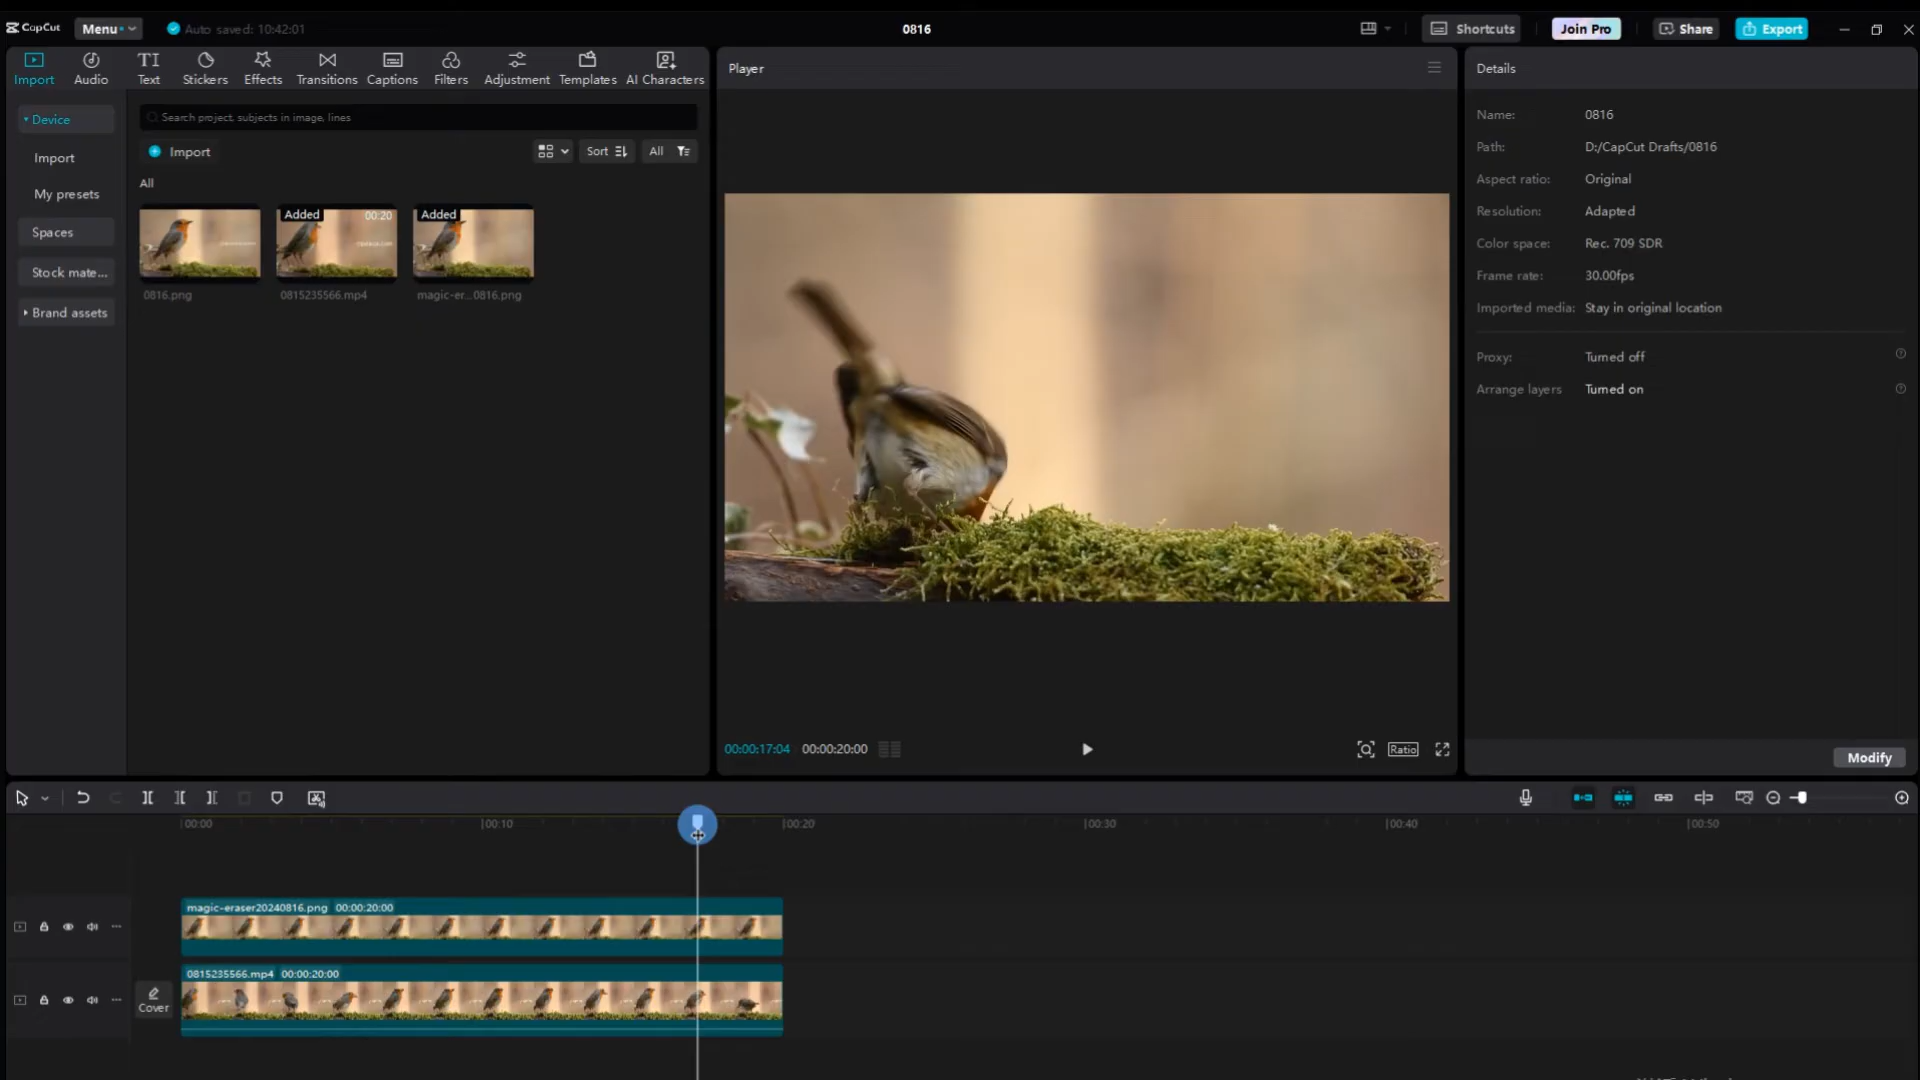 CapCut Menu Auto saved: 10:42:01 0816 Shortcuts Join Pro Share Export
Import Audio Text Stickers Effects Transitions Captions Filters Adjustment Templates AI Characters
Player
Details
Device
Import
My presets
Spaces
Stock mate...
Brand assets
Search project, subjects in image, lines
Import Sort All
All
Added 00:20 Added
0816.png 0815235566.mp4 magic-er...0816.png
Name: 0816
Path: D:/CapCut Drafts/0816
Aspect ratio: Original
Resolution: Adapted
Color space: Rec. 709 SDR
Frame rate: 30.00fps
Imported media: Stay in original location
Proxy: Turned off
Arrange layers Turned on
00:00:17:04 00:00:20:00 Ratio
Modify
00:00 00:10 00:20 00:30 00:40 00:50
magic-eraser20240816.png 00:00:20:00
0815235566.mp4 00:00:20:00
Cover